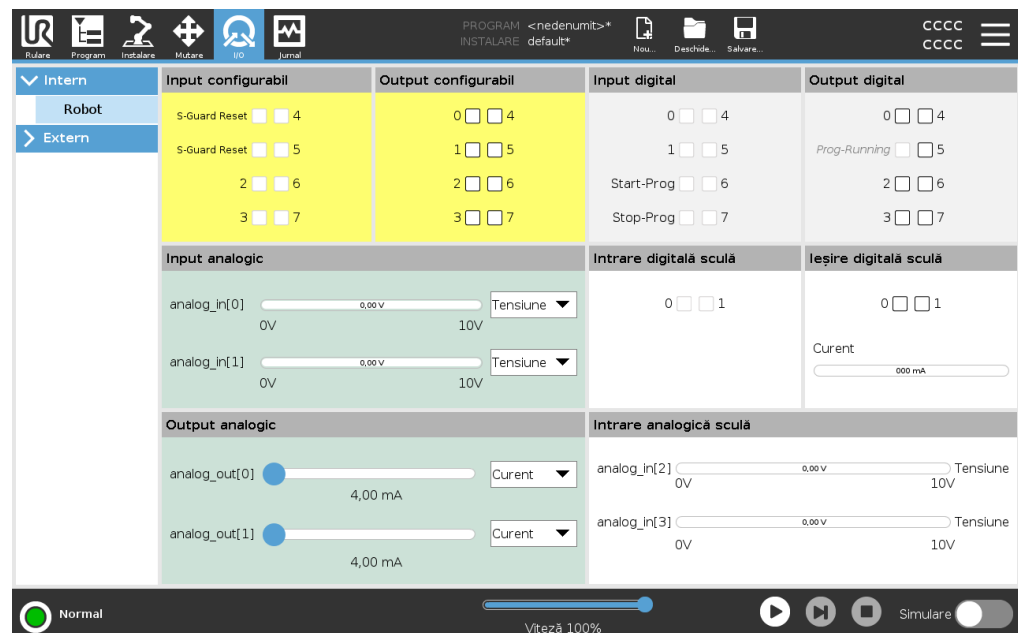 UR
PROGRAM <nedenumit>*
INSTALARE default*
CCCC
CCCC
Rulare Program Instalare Mutare I/O Jurnal Nou... Deschide... Salvare...
Intern
Robot
Extern
Input configurabil Output configurabil Input digital Output digital
S-Guard Reset 4 0 4 0 4 0 4
S-Guard Reset 5 1 5 1 5 Prog-Running 5
2 6 2 6 Start-Prog 6 2 6
3 7 3 7 Stop-Prog 7 3 7
Input analogic Intrare digitală sculă Ieșire digitală sculă
analog_in[0] 0,00 V Tensiune
0V 10V
analog_in[1] 0,00 V Tensiune
0V 10V
0 1
0 1
Curent
000 mA
Output analogic Intrare analogică sculă
analog_out[0] Curent
4,00 mA
analog_out[1] Curent
4,00 mA
analog_in[2] 0,00 V Tensiune
0V 10V
analog_in[3] 0,00 V Tensiune
0V 10V
Normal
Viteză 100%
Simulare